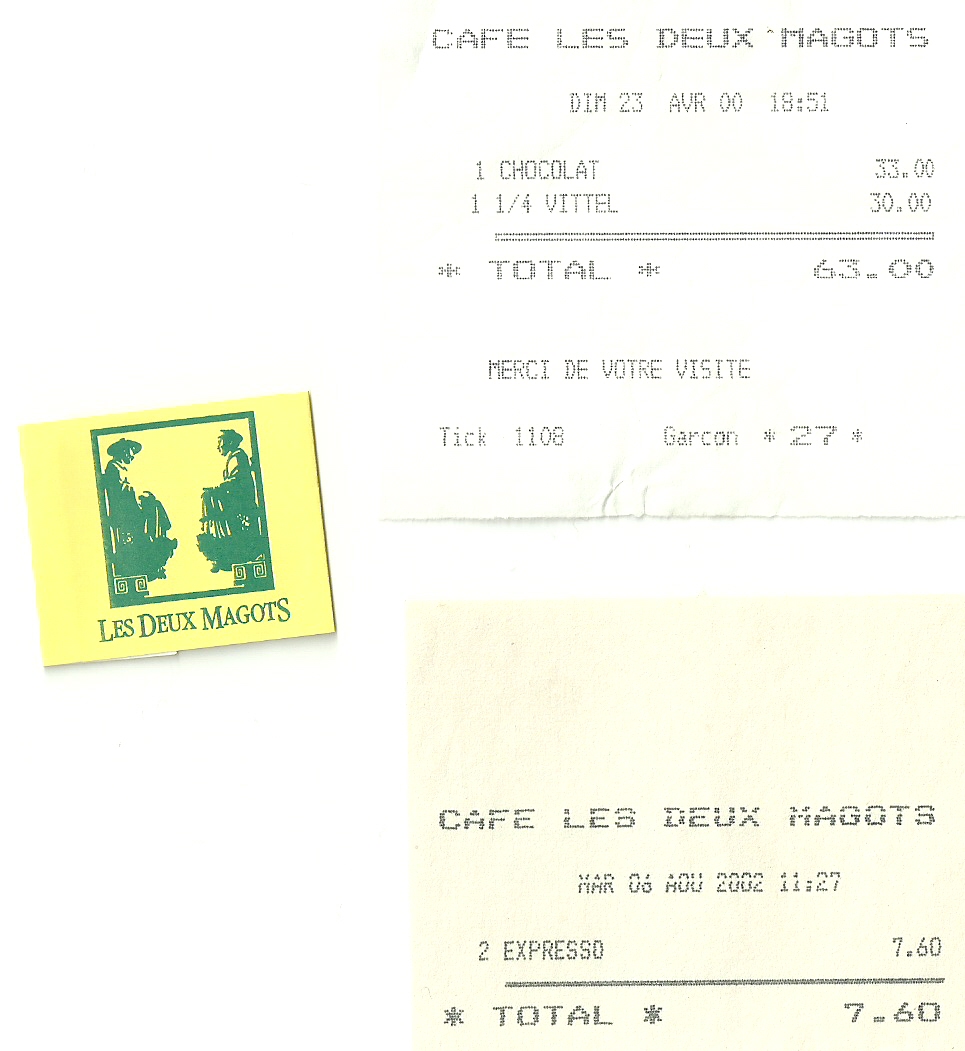 CAFE LES DEUX MAGOTS
DIM 23 AVR 00 18:51
1 CHOCOLAT 33.00
1 1/4 VITTEL 30.00
* TOTAL * 63.00
MERCI DE VOTRE VISITE
Tick 1108 Garcon * 27 *
LES DEUX MAGOTS
CAFE LES DEUX MAGOTS
MAR 06 AOU 2002 11:27
2 EXPRESSO 7.60
* TOTAL * 7.60